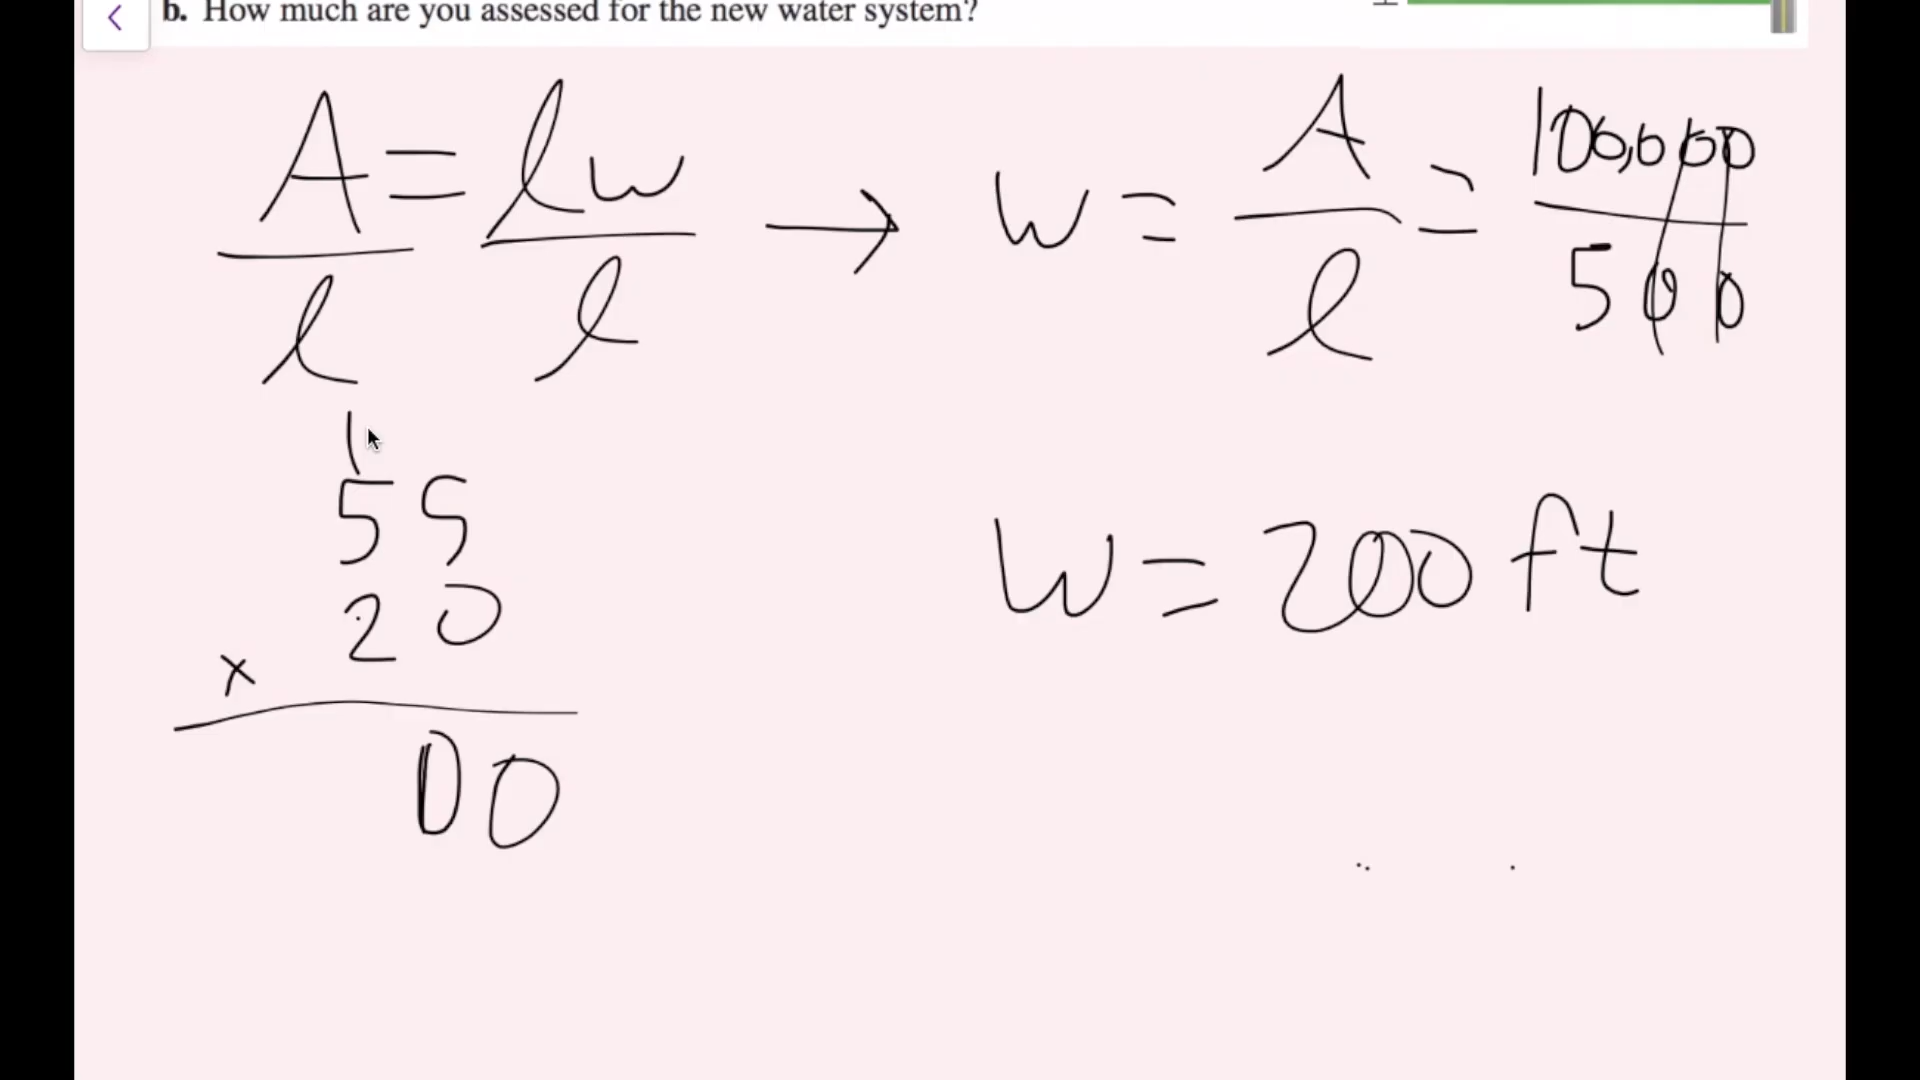 b. How much are you assessed for the new water system?
A = lw → w = A = 100,000
l l l 500
1
55
x 20
00
w = 200 ft